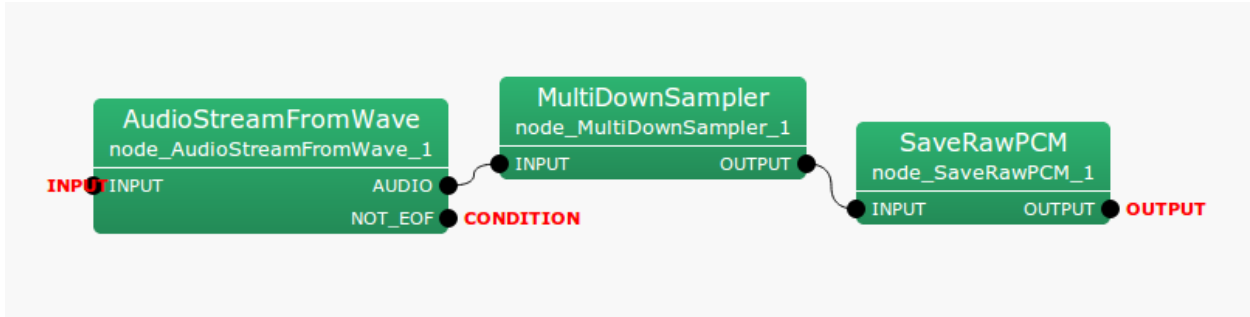 AudioStreamFromWave
node_AudioStreamFromWave_1
INPUT INPUT AUDIO
NOT_EOF CONDITION
MultiDownSampler
node_MultiDownSampler_1
INPUT OUTPUT
SaveRawPCM
node_SaveRawPCM_1
INPUT OUTPUT OUTPUT